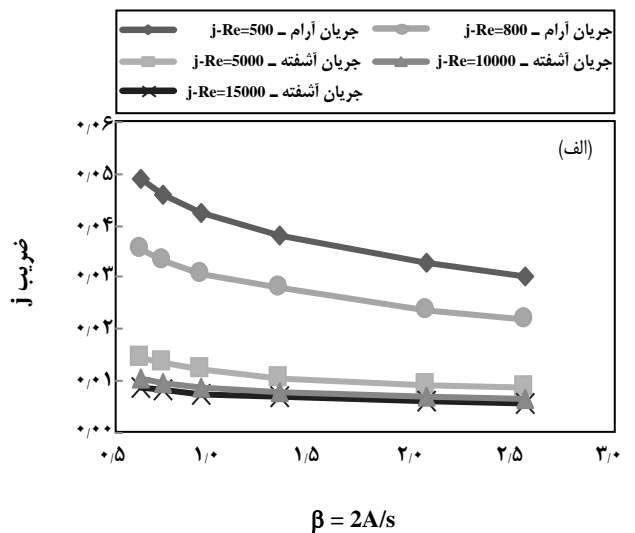 j-Re=500 جریان آرام ـ
j-Re=800 جریان آرام ـ
j-Re=5000 جریان آشفته ـ
j-Re=10000 جریان آشفته ـ
j-Re=15000 جریان آشفته ـ
(الف)
۰٫۰۶
۰٫۰۵
۰٫۰۴
۰٫۰۳
۰٫۰۲
۰٫۰۱
۰٫۰۰
ضریب j
۰٫۵ ۱٫۰ ۱٫۵ ۲٫۰ ۲٫۵ ۳٫۰
β = 2A/s